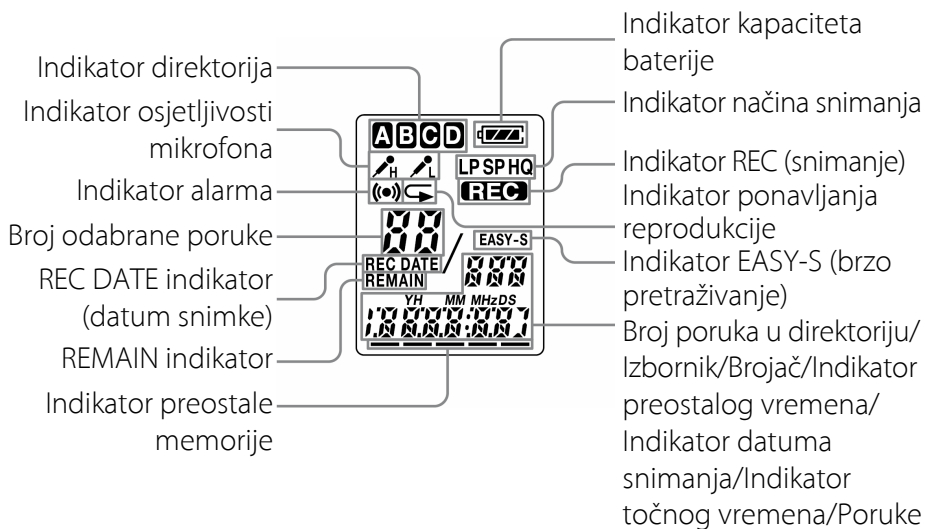 Indikator direktorija
Indikator osjetljivosti
mikrofona
Indikator alarma
Broj odabrane poruke
REC DATE indikator
(datum snimke)
REMAIN indikator
Indikator preostale
memorije
ABCD
H L
LP SP HQ
REC
EASY-S
REC DATE
REMAIN
YH MM MHzDS
Indikator kapaciteta
baterije
Indikator načina snimanja
Indikator REC (snimanje)
Indikator ponavljanja
reprodukcije
Indikator EASY-S (brzo
pretraživanje)
Broj poruka u direktoriju/
Izbornik/Brojač/Indikator
preostalog vremena/
Indikator datuma
snimanja/Indikator
točnog vremena/Poruke